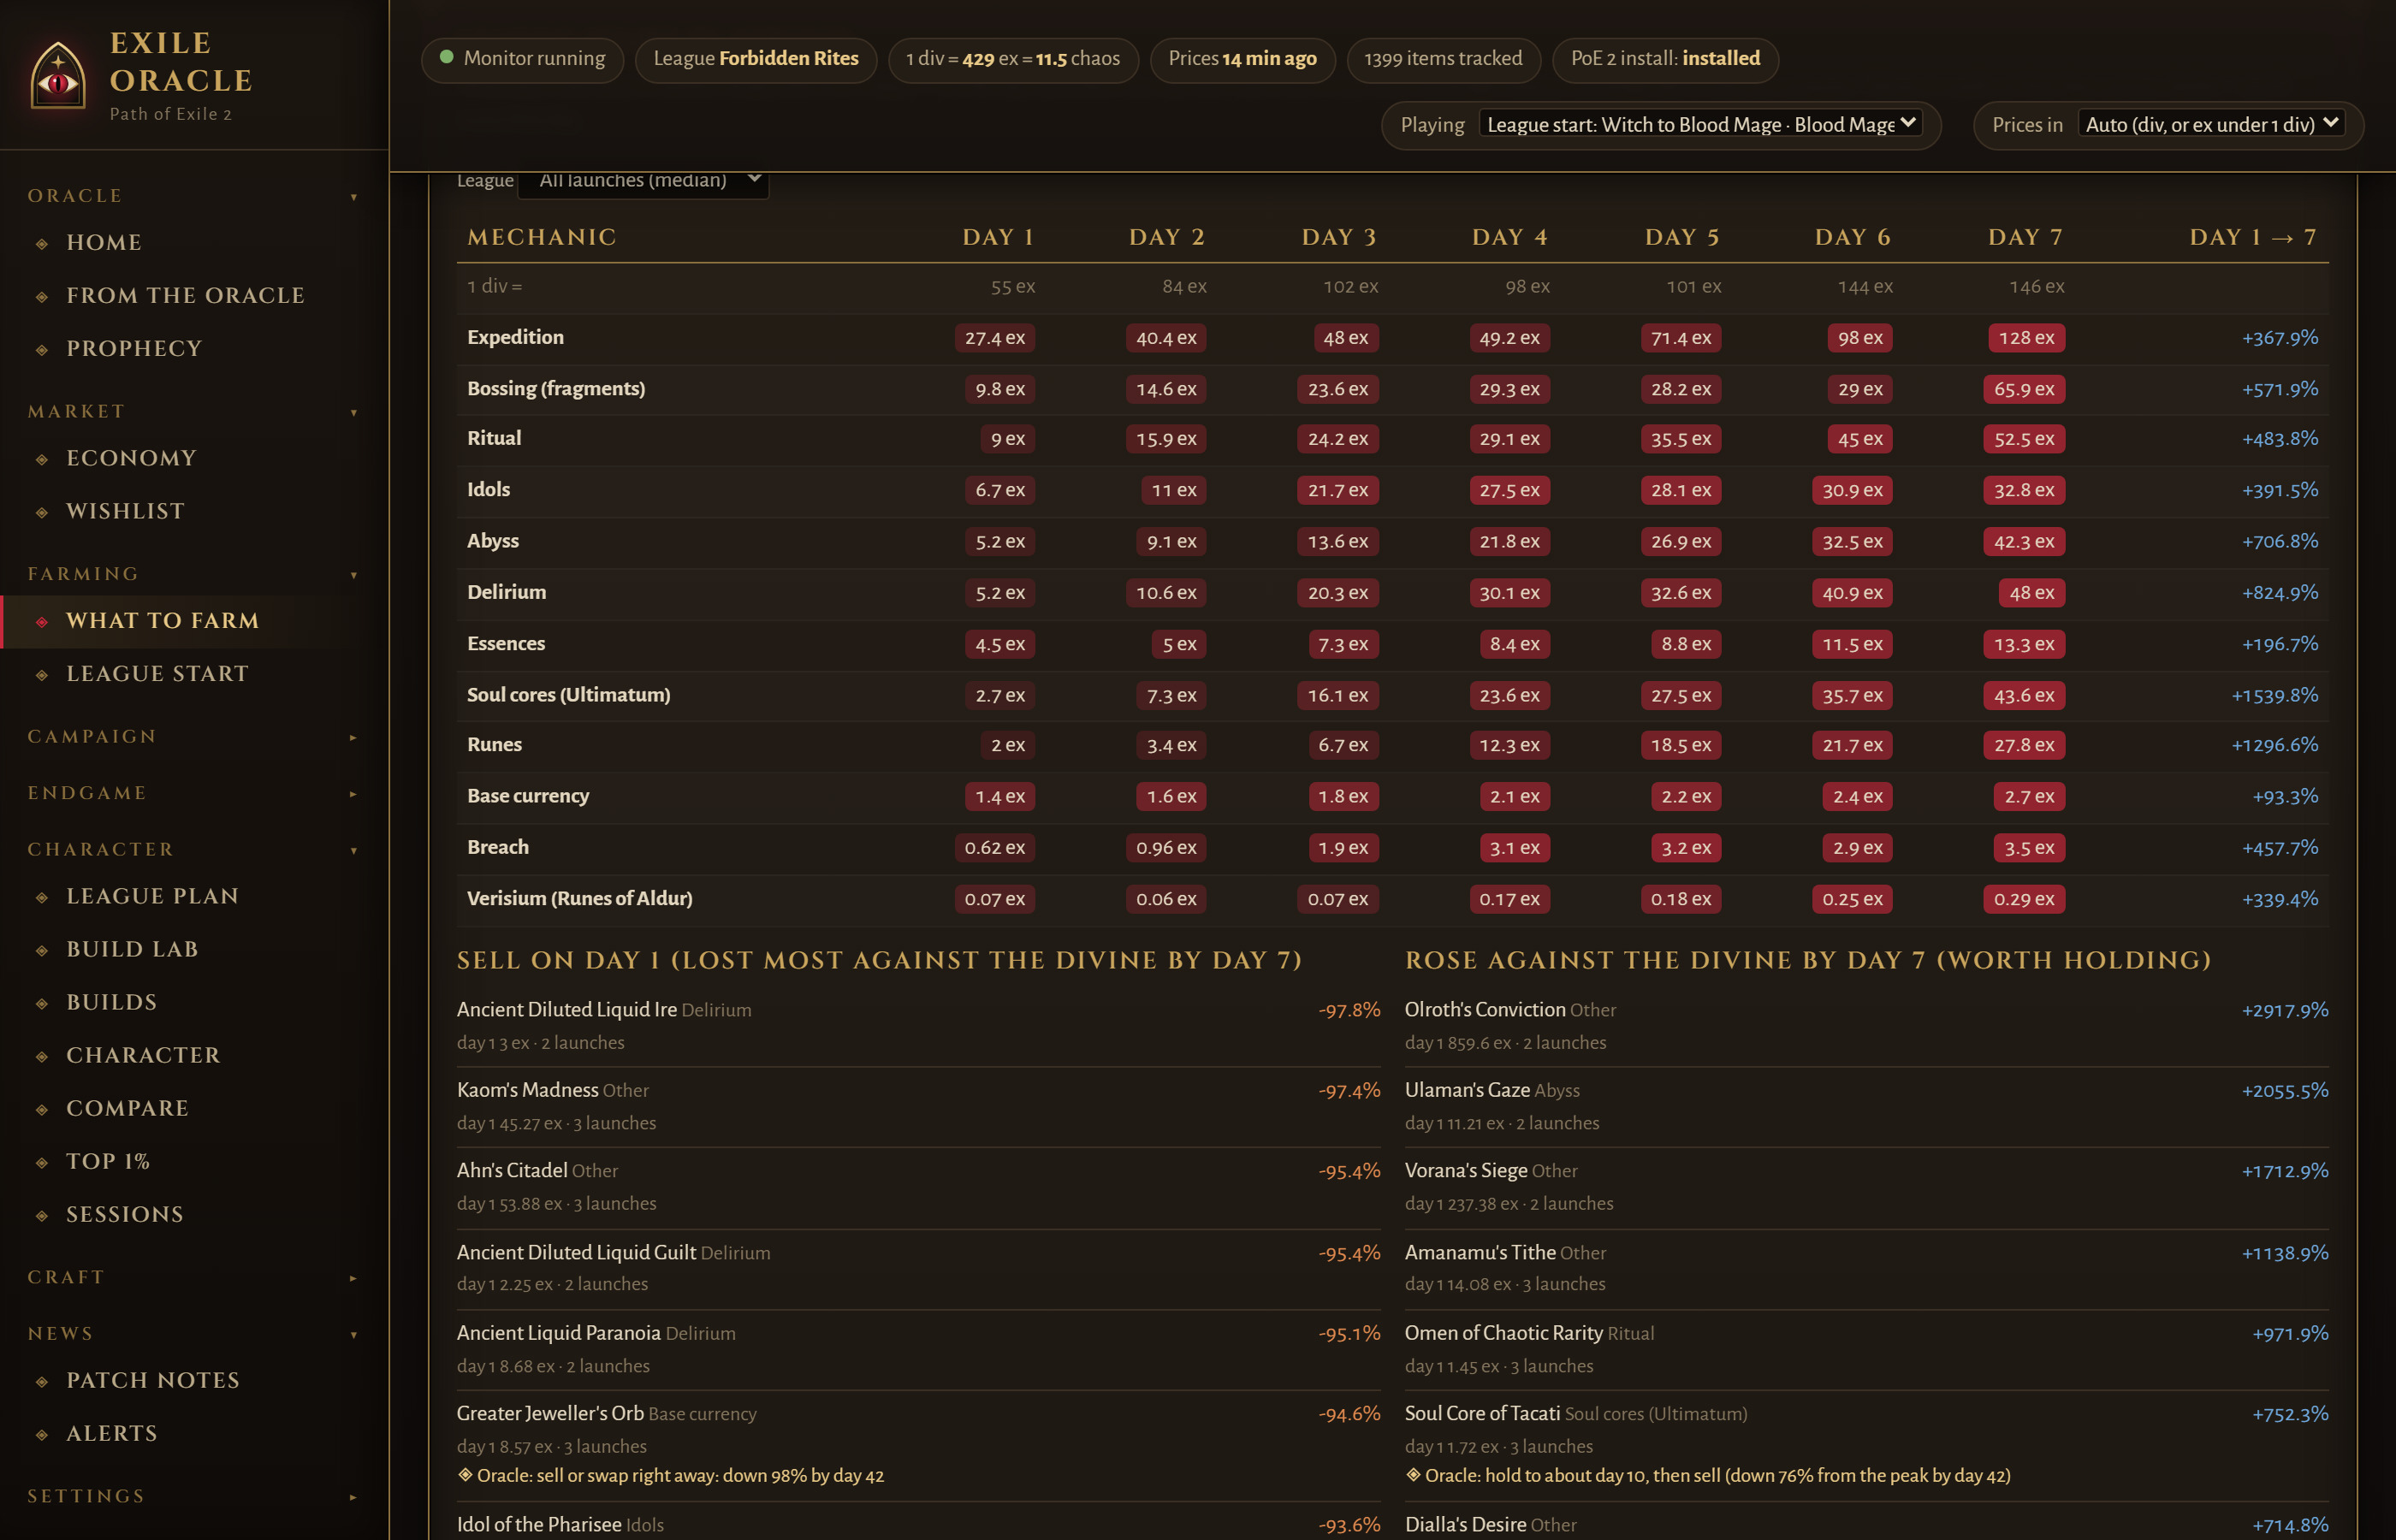 EXILE
ORACLE
Path of Exile 2
Monitor running
League Forbidden Rites
1 div = 429 ex = 11.5 chaos
Prices 14 min ago
1399 items tracked
PoE 2 install: installed
Playing League start: Witch to Blood Mage · Blood Mage
Prices in Auto (div, or ex under 1 div)
ORACLE
HOME
FROM THE ORACLE
PROPHECY
MARKET
ECONOMY
WISHLIST
FARMING
WHAT TO FARM
LEAGUE START
CAMPAIGN
ENDGAME
CHARACTER
LEAGUE PLAN
BUILD LAB
BUILDS
CHARACTER
COMPARE
TOP 1%
SESSIONS
CRAFT
NEWS
PATCH NOTES
ALERTS
SETTINGS
League All launches (median)
MECHANIC DAY 1 DAY 2 DAY 3 DAY 4 DAY 5 DAY 6 DAY 7 DAY 1 → 7
1 div = 55 ex 84 ex 102 ex 98 ex 101 ex 144 ex 146 ex
Expedition 27.4 ex 40.4 ex 48 ex 49.2 ex 71.4 ex 98 ex 128 ex +367.9%
Bossing (fragments) 9.8 ex 14.6 ex 23.6 ex 29.3 ex 28.2 ex 29 ex 65.9 ex +571.9%
Ritual 9 ex 15.9 ex 24.2 ex 29.1 ex 35.5 ex 45 ex 52.5 ex +483.8%
Idols 6.7 ex 11 ex 21.7 ex 27.5 ex 28.1 ex 30.9 ex 32.8 ex +391.5%
Abyss 5.2 ex 9.1 ex 13.6 ex 21.8 ex 26.9 ex 32.5 ex 42.3 ex +706.8%
Delirium 5.2 ex 10.6 ex 20.3 ex 30.1 ex 32.6 ex 40.9 ex 48 ex +824.9%
Essences 4.5 ex 5 ex 7.3 ex 8.4 ex 8.8 ex 11.5 ex 13.3 ex +196.7%
Soul cores (Ultimatum) 2.7 ex 7.3 ex 16.1 ex 23.6 ex 27.5 ex 35.7 ex 43.6 ex +1539.8%
Runes 2 ex 3.4 ex 6.7 ex 12.3 ex 18.5 ex 21.7 ex 27.8 ex +1296.6%
Base currency 1.4 ex 1.6 ex 1.8 ex 2.1 ex 2.2 ex 2.4 ex 2.7 ex +93.3%
Breach 0.62 ex 0.96 ex 1.9 ex 3.1 ex 3.2 ex 2.9 ex 3.5 ex +457.7%
Verisium (Runes of Aldur) 0.07 ex 0.06 ex 0.07 ex 0.17 ex 0.18 ex 0.25 ex 0.29 ex +339.4%
SELL ON DAY 1 (LOST MOST AGAINST THE DIVINE BY DAY 7)
Ancient Diluted Liquid Ire Delirium -97.8%
day 1 3 ex · 2 launches
Kaom's Madness Other -97.4%
day 1 45.27 ex · 3 launches
Ahn's Citadel Other -95.4%
day 1 53.88 ex · 3 launches
Ancient Diluted Liquid Guilt Delirium -95.4%
day 1 2.25 ex · 2 launches
Ancient Liquid Paranoia Delirium -95.1%
day 1 8.68 ex · 2 launches
Greater Jeweller's Orb Base currency -94.6%
day 1 8.57 ex · 3 launches
Oracle: sell or swap right away: down 98% by day 42
Idol of the Pharisee Idols -93.6%
ROSE AGAINST THE DIVINE BY DAY 7 (WORTH HOLDING)
Olroth's Conviction Other +2917.9%
day 1 859.6 ex · 2 launches
Ulaman's Gaze Abyss +2055.5%
day 1 11.21 ex · 2 launches
Vorana's Siege Other +1712.9%
day 1 237.38 ex · 2 launches
Amanamu's Tithe Other +1138.9%
day 1 14.08 ex · 3 launches
Omen of Chaotic Rarity Ritual +971.9%
day 1 1.45 ex · 3 launches
Soul Core of Tacati Soul cores (Ultimatum) +752.3%
day 1 1.72 ex · 3 launches
Oracle: hold to about day 10, then sell (down 76% from the peak by day 42)
Dialla's Desire Other +714.8%